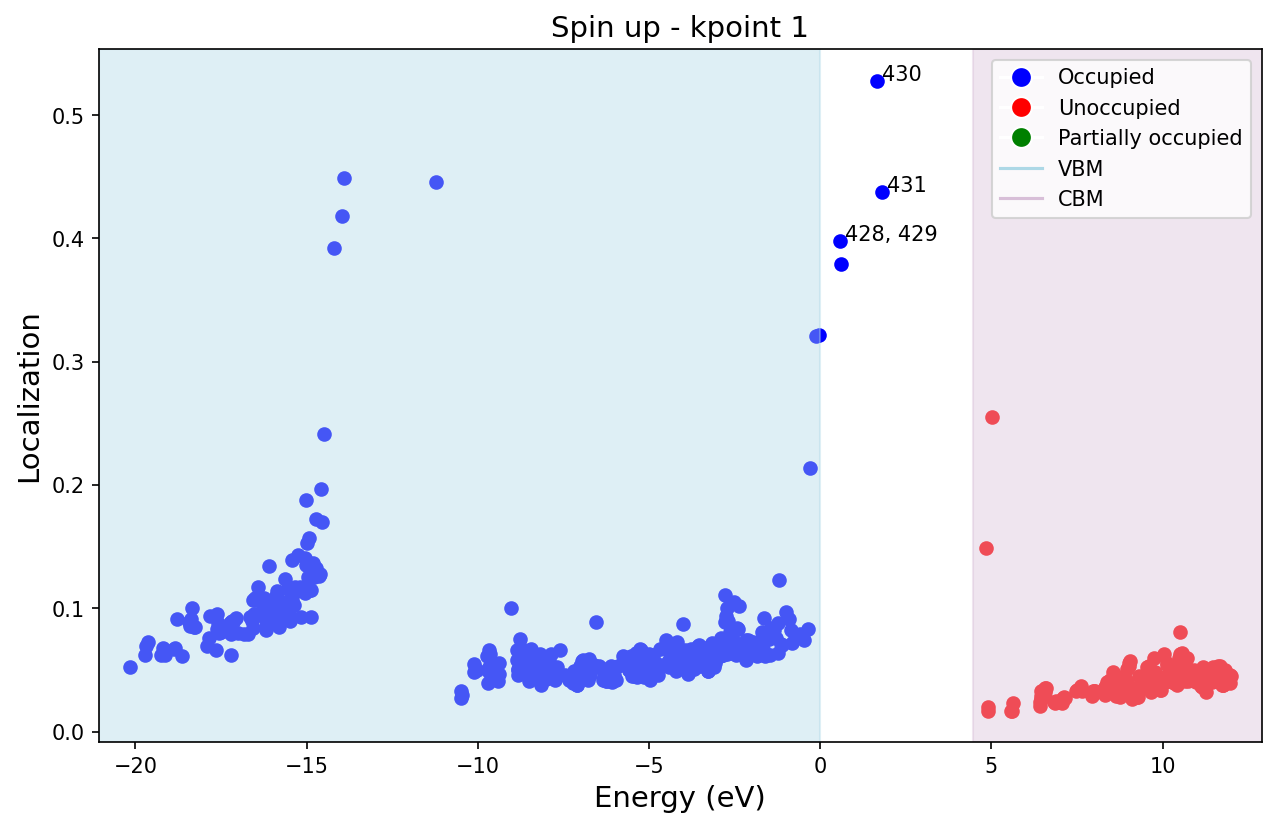 Spin up - kpoint 1
Localization
0.5
0.4
0.3
0.2
0.1
0.0
430
431
428, 429
Occupied
Unoccupied
Partially occupied
VBM
CBM
−20
−15
−10
−5
0
5
10
Energy (eV)